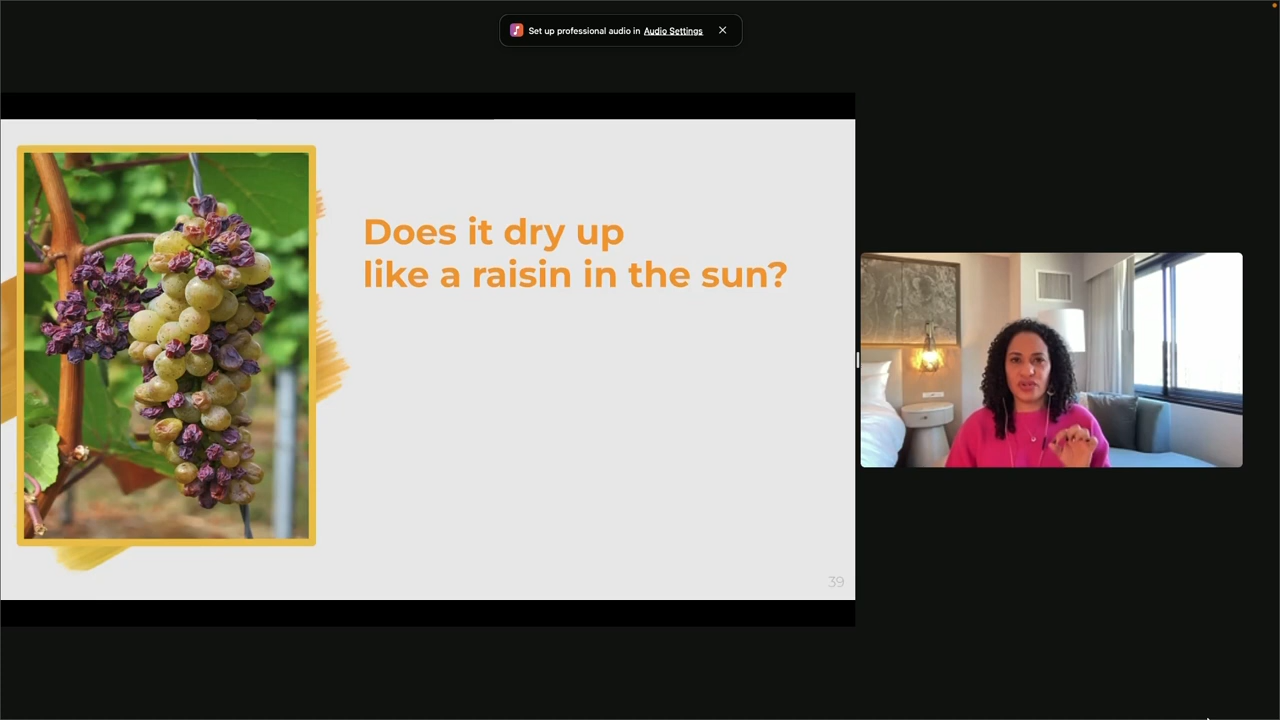 Set up professional audio in Audio Settings
Does it dry up
like a raisin in the sun?
39